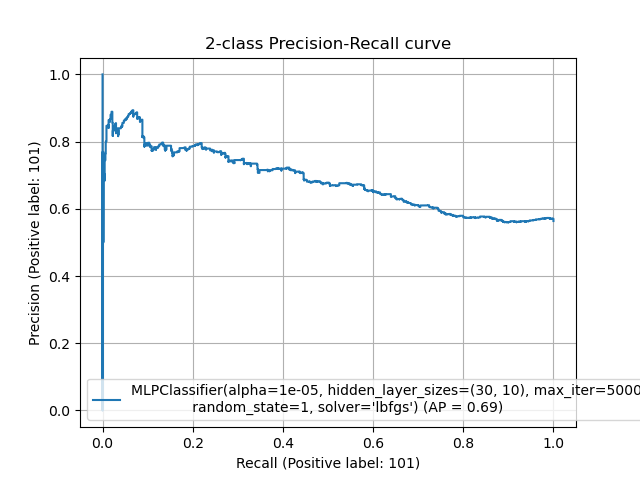 2-class Precision-Recall curve
Precision (Positive label: 101)
1.0
0.8
0.6
0.4
0.2
0.0
MLPClassifier(alpha=1e-05, hidden_layer_sizes=(30, 10), max_iter=5000
random_state=1, solver='lbfgs') (AP = 0.69)
0.0 0.2 0.4 0.6 0.8 1.0
Recall (Positive label: 101)